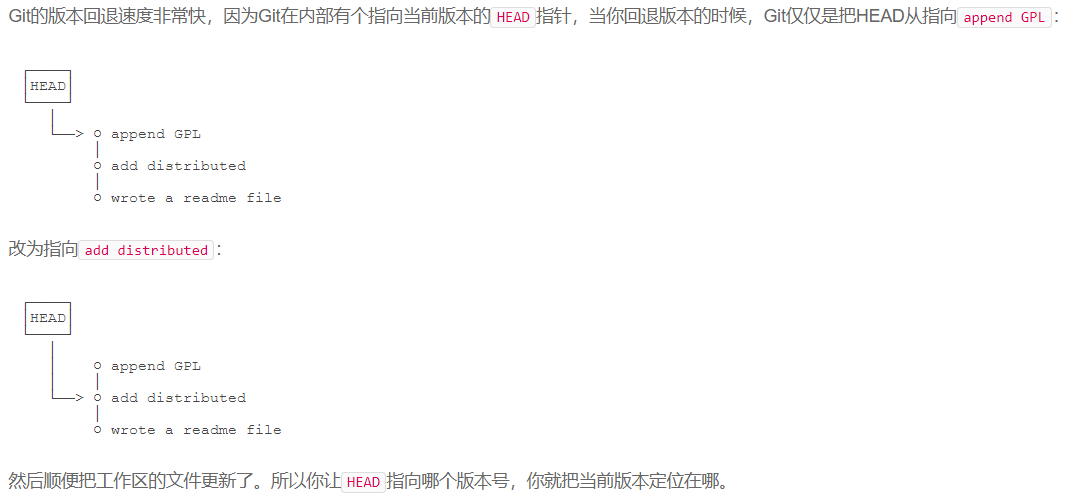 Git的版本回退速度非常快，因为Git在内部有个指向当前版本的HEAD指针，当你回退版本的时候，Git仅仅是把HEAD从指向append GPL：
HEAD
append GPL
add distributed
wrote a readme file
改为指向add distributed：
HEAD
append GPL
add distributed
wrote a readme file
然后顺便把工作区的文件更新了。所以你让HEAD指向哪个版本号，你就把当前版本定位在哪。